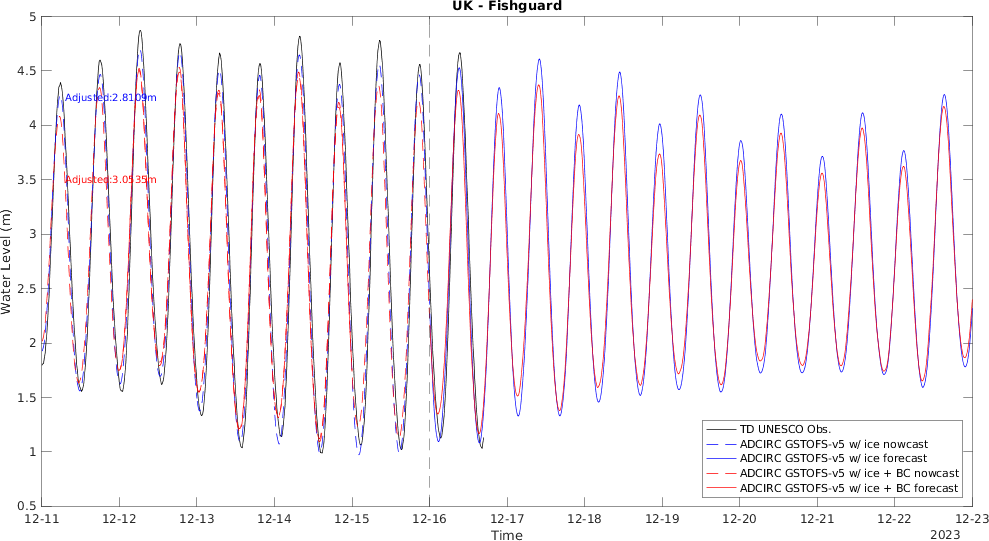 UK - Fishguard
5
4.5
4
3.5
3
2.5
2
1.5
1
0.5
Water Level (m)
Adjusted:2.8109m
Adjusted:3.0535m
TD UNESCO Obs.
ADCIRC GSTOFS-v5 w/ ice nowcast
ADCIRC GSTOFS-v5 w/ ice forecast
ADCIRC GSTOFS-v5 w/ ice + BC nowcast
ADCIRC GSTOFS-v5 w/ ice + BC forecast
12-11 12-12 12-13 12-14 12-15 12-16 12-17 12-18 12-19 12-20 12-21 12-22 12-23
Time
2023